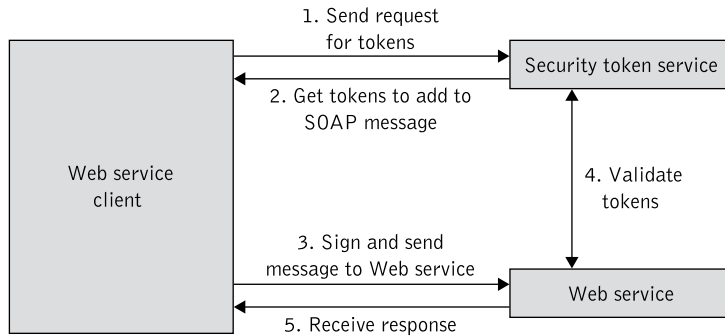 1. Send request
for tokens
Security token service
2. Get tokens to add to
SOAP message
Web service
client
4. Validate
tokens
3. Sign and send
message to Web service
Web service
5. Receive response